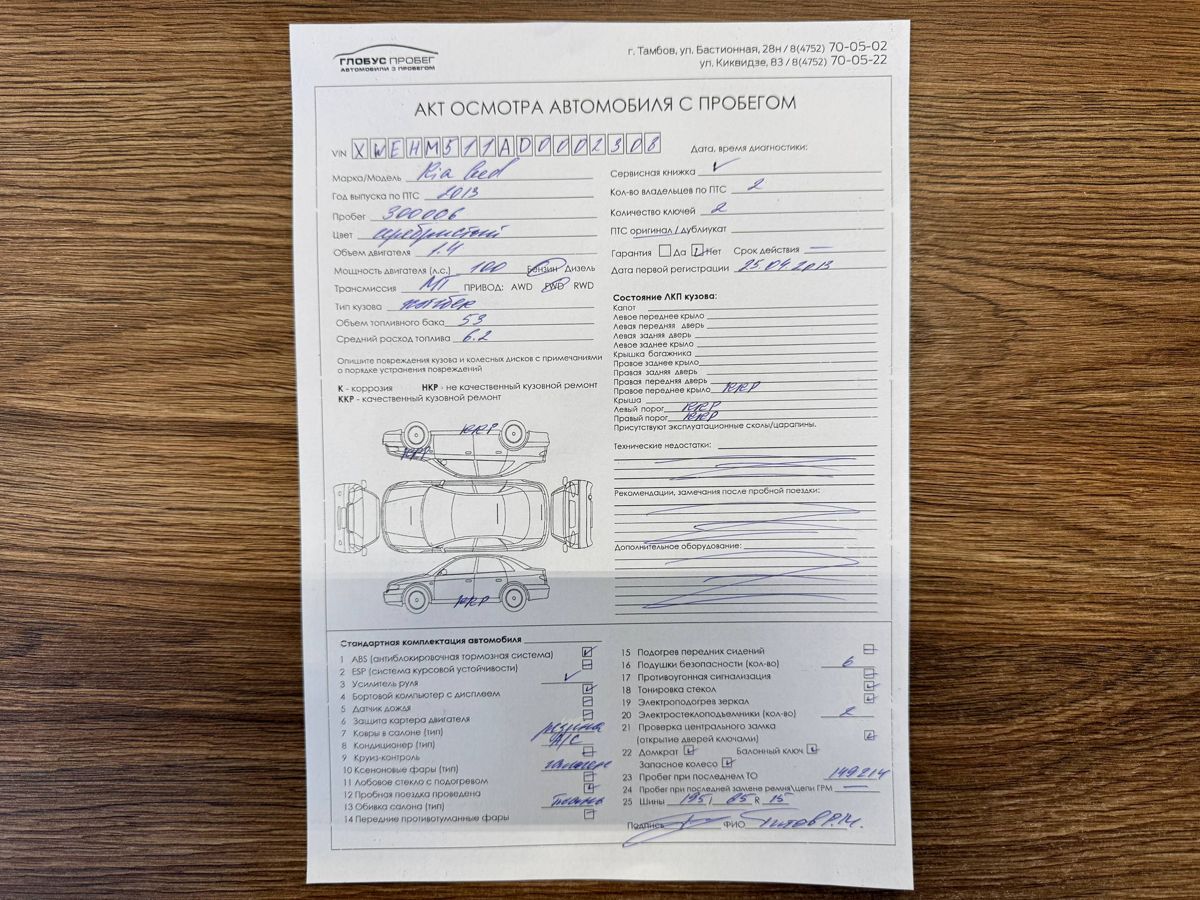 ГЛОБУС ПРОБЕГ
АВТОМОБИЛИ З ПРОБЕГОМ
г. Тамбов, ул. Бастионная, 28н / 8(4752) 70-05-02
ул. Киквидзе, 83 / 8(4752) 70-05-22
АКТ ОСМОТРА АВТОМОБИЛЯ С ПРОБЕГОМ
VIN XWEHM511AD0002308
Дата, время диагностики:
Марка/Модель Kia Ceed
Год выпуска по ПТС 2013
Пробег 300006
Цвет серебристый
Объем двигателя 1.4
Мощность двигателя (л.с.) 100 Бензин Дизель
Трансмиссия МТ ПРИВОД: AWD FWD RWD
Тип кузова хэтчбек
Объем топливного бака 53
Средний расход топлива 6.2
Сервисная книжка ✓
Кол-во владельцев по ПТС 2
Количество ключей 2
ПТС оригинал / дубликат
Гарантия Да Нет Срок действия —
Дата первой регистрации 25.04.2013
Опишите повреждения кузова и колесных дисков с примечаниями
о порядке устранения повреждений
К - коррозия НКР - не качественный кузовной ремонт
ККР - качественный кузовной ремонт
ККР
ККР
ККР
Состояние ЛКП кузова:
Капот
Левое переднее крыло
Левая передняя дверь
Левая задняя дверь
Левое заднее крыло
Крышка багажника
Правое заднее крыло
Правая задняя дверь
Правая передняя дверь
Правое переднее крыло ККР
Крыша
Левый порог ККР
Правый порог ККР
Присутствуют эксплуатационные сколы/царапины.
Технические недостатки:
Рекомендации, замечания после пробной поездки:
Дополнительное оборудование:
Стандартная комплектация автомобиля
1 ABS (антиблокировочная тормозная система)
2 ESP (система курсовой устойчивости)
3 Усилитель руля ✓
4 Бортовой компьютер с дисплеем
5 Датчик дождя
6 Защита картера двигателя
7 Ковры в салоне (тип) резина
8 Кондиционер (тип) A/C
9 Круиз-контроль
10 Ксеноновые фары (тип) галоген
11 Лобовое стекло с подогревом
12 Пробная поездка проведена
13 Обивка салона (тип) Ткань
14 Передние противотуманные фары
15 Подогрев передних сидений
16 Подушки безопасности (кол-во) 6
17 Противоугонная сигнализация
18 Тонировка стекол
19 Электроподогрев зеркал
20 Электростеклоподъемники (кол-во) 2
21 Проверка центрального замка
(открытие дверей ключами)
22 Домкрат Балонный ключ
Запасное колесо
23 Пробег при последнем ТО 149214
24 Пробег при последней замене ремня\цепи ГРМ —
25 Шины 195 / 65 R 15
Подпись ФИО Титов Р.М.